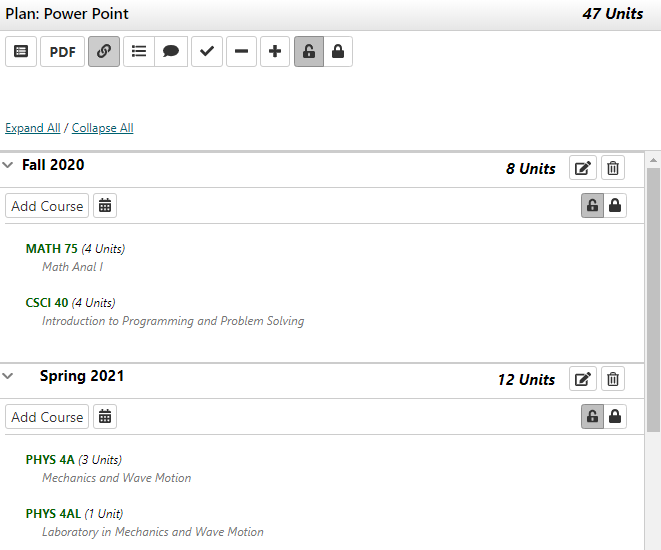 Plan: Power Point 47 Units
PDF
Expand All / Collapse All
Fall 2020 8 Units
Add Course
MATH 75 (4 Units)
Math Anal I
CSCI 40 (4 Units)
Introduction to Programming and Problem Solving
Spring 2021 12 Units
Add Course
PHYS 4A (3 Units)
Mechanics and Wave Motion
PHYS 4AL (1 Unit)
Laboratory in Mechanics and Wave Motion